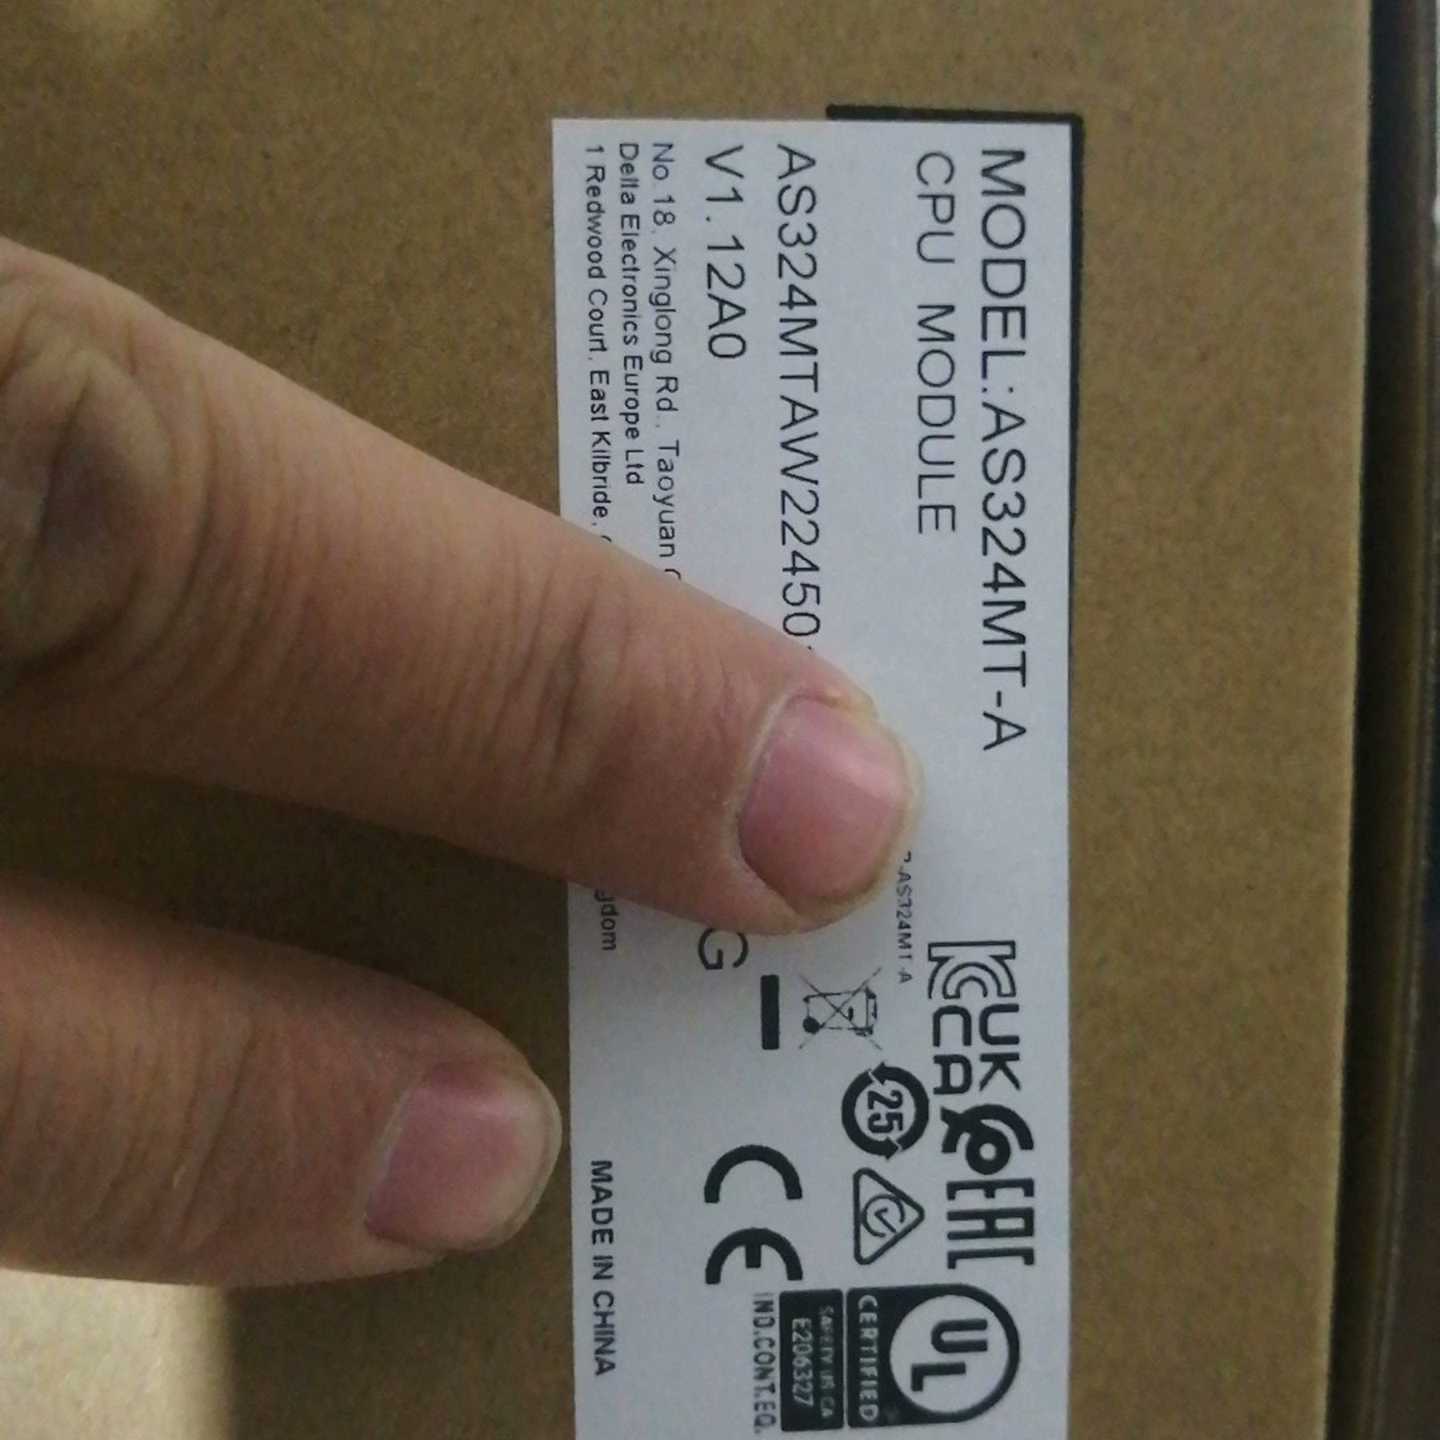 MODEL:AS324MT-A
CPU MODULE
-AS324MT-A
UK
CA
EAC
AS324MTAW22450
25
V1.12A0
G
CE
UL
CERTIFIED
SAFETY US CA
E206327
IND.CONT.EQ.
No.18, Xinglong Rd., Taoyuan
Delta Electronics Europe Ltd
1 Redwood Court, East Kilbride,
MADE IN CHINA